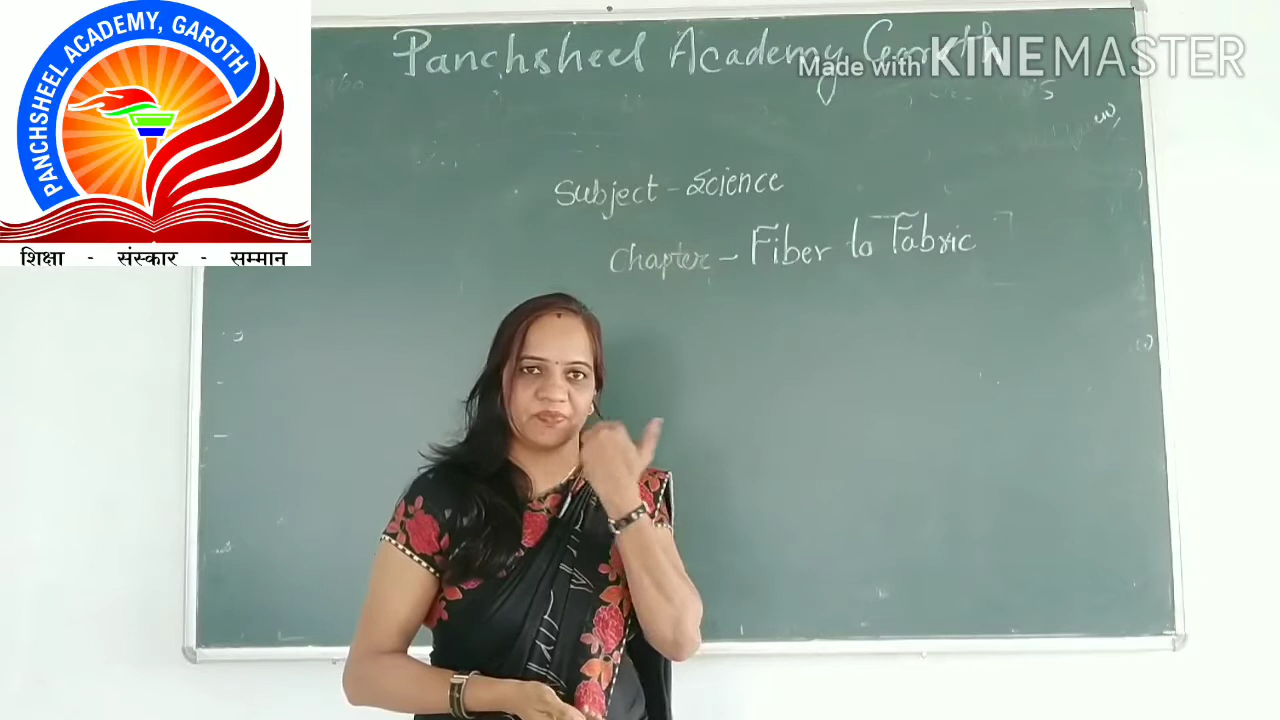 PANCHSHEEL ACADEMY, GAROTH
शिक्षा - संस्कार - सम्मान
Panchsheel Academy Garoth
Made with KINEMASTER
Subject - Science
Chapter - Fiber to Fabric